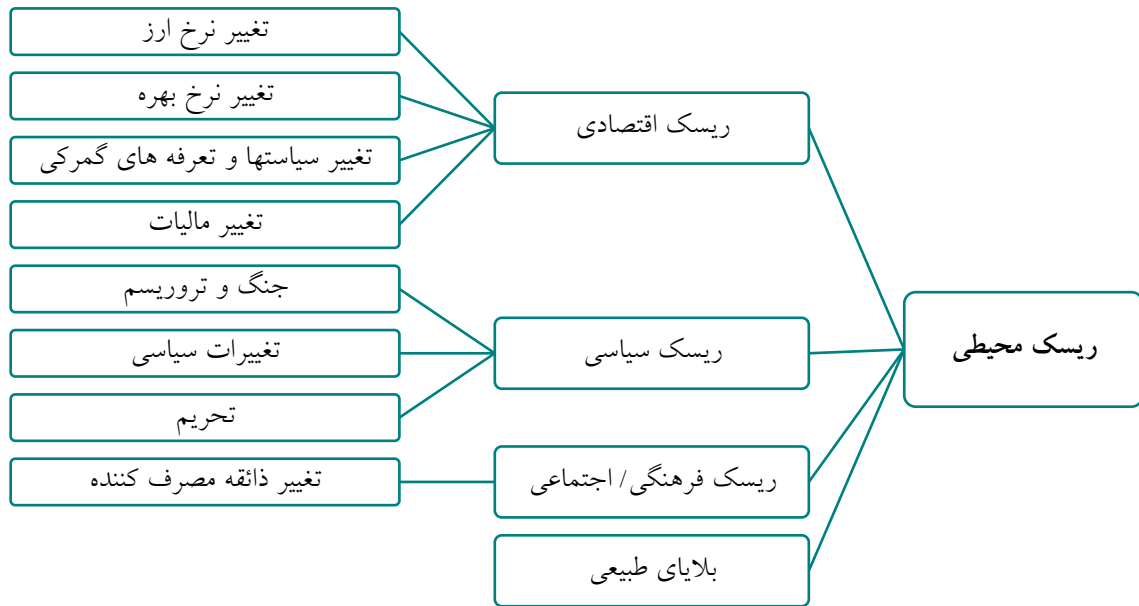 ریسک محیطی
ریسک اقتصادی
تغییر نرخ ارز
تغییر نرخ بهره
تغییر سیاستها و تعرفه های گمرکی
تغییر مالیات
ریسک سیاسی
جنگ و تروریسم
تغییرات سیاسی
تحریم
ریسک فرهنگی/ اجتماعی
تغییر ذائقه مصرف کننده
بلایای طبیعی